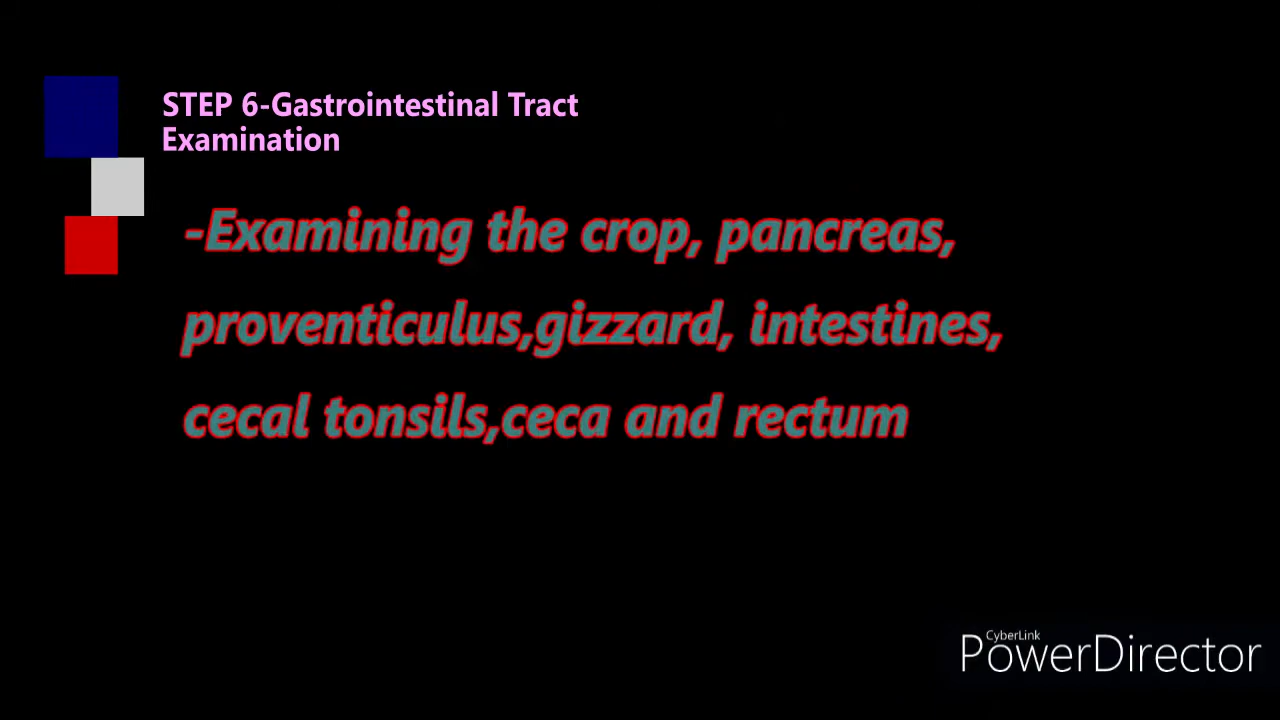 STEP 6-Gastrointestinal Tract
Examination
-Examining the crop, pancreas,
proventiculus,gizzard, intestines,
cecal tonsils,ceca and rectum
CyberLink
PowerDirector